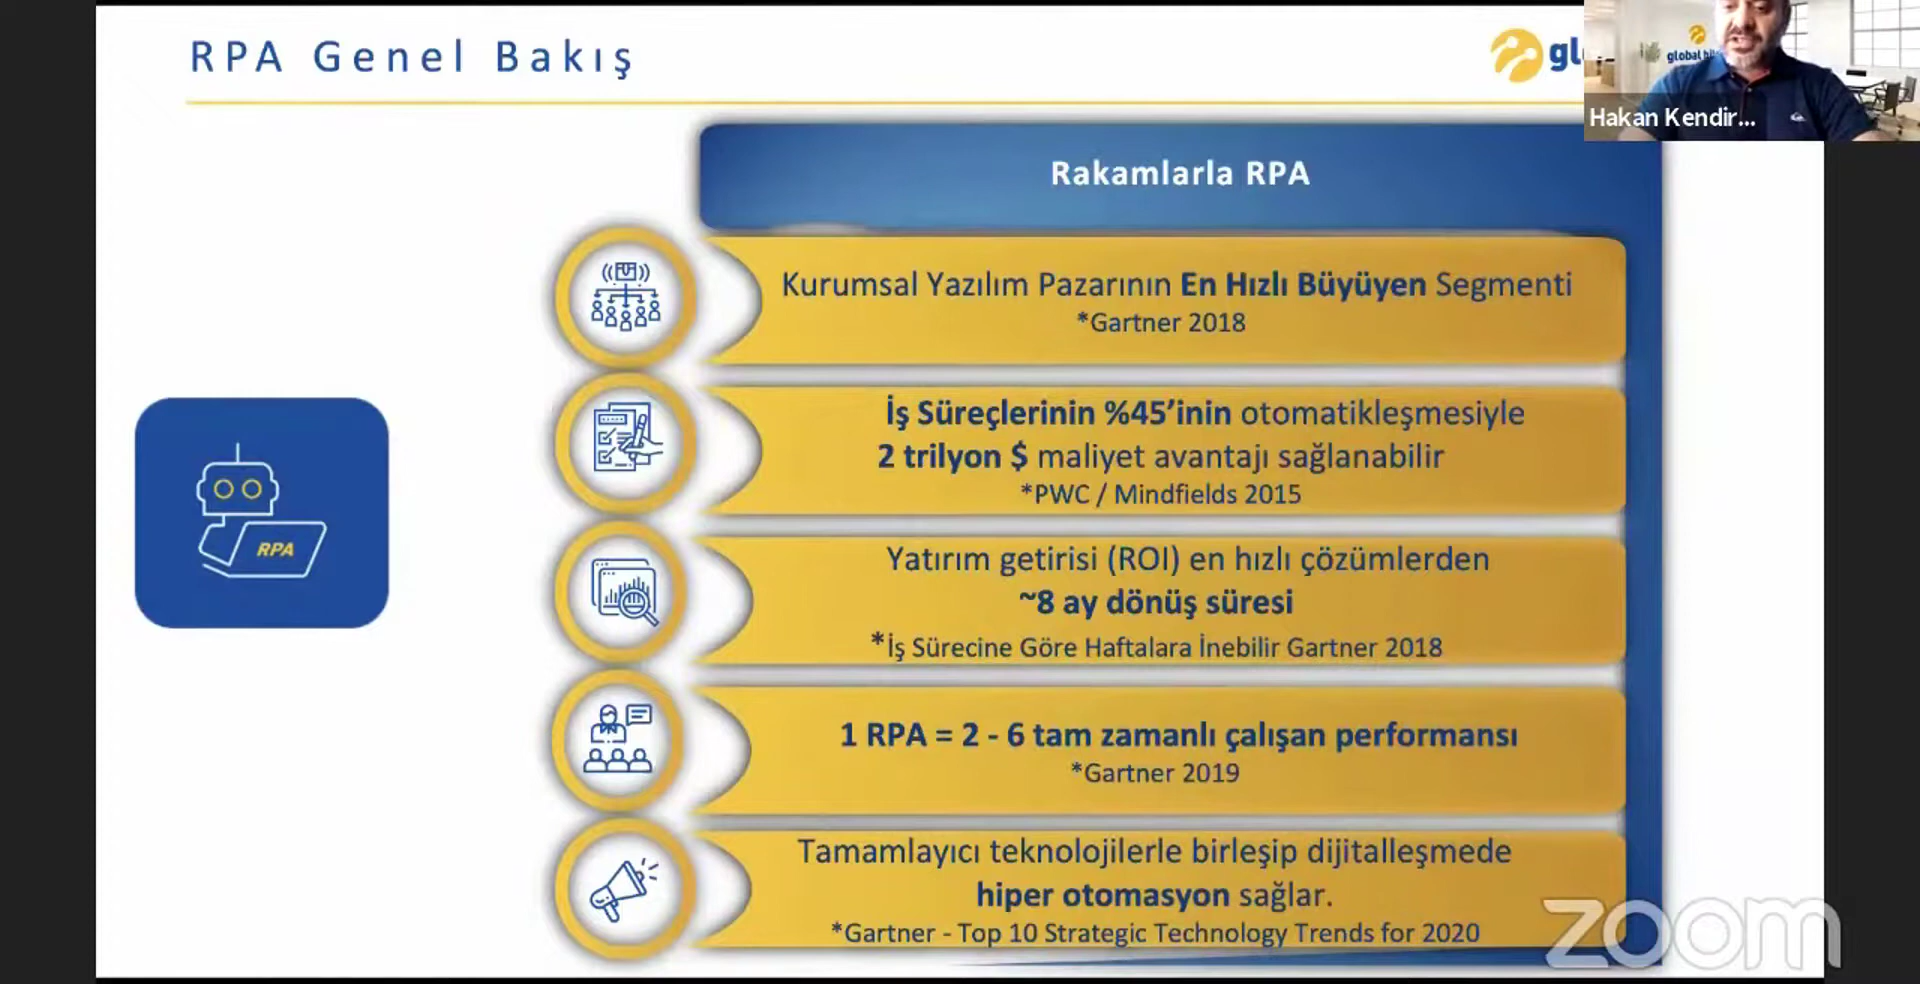 RPA Genel Bakış
gl
global bil
Hakan Kendir...
Rakamlarla RPA
Kurumsal Yazılım Pazarının En Hızlı Büyüyen Segmenti
*Gartner 2018
İş Süreçlerinin %45’inin otomatikleşmesiyle
2 trilyon $ maliyet avantajı sağlanabilir
*PWC / Mindfields 2015
Yatırım getirisi (ROI) en hızlı çözümlerden
~8 ay dönüş süresi
*İş Sürecine Göre Haftalara İnebilir Gartner 2018
RPA
1 RPA = 2 - 6 tam zamanlı çalışan performansı
*Gartner 2019
Tamamlayıcı teknolojilerle birleşip dijitalleşmede
hiper otomasyon sağlar.
*Gartner - Top 10 Strategic Technology Trends for 2020
zoom